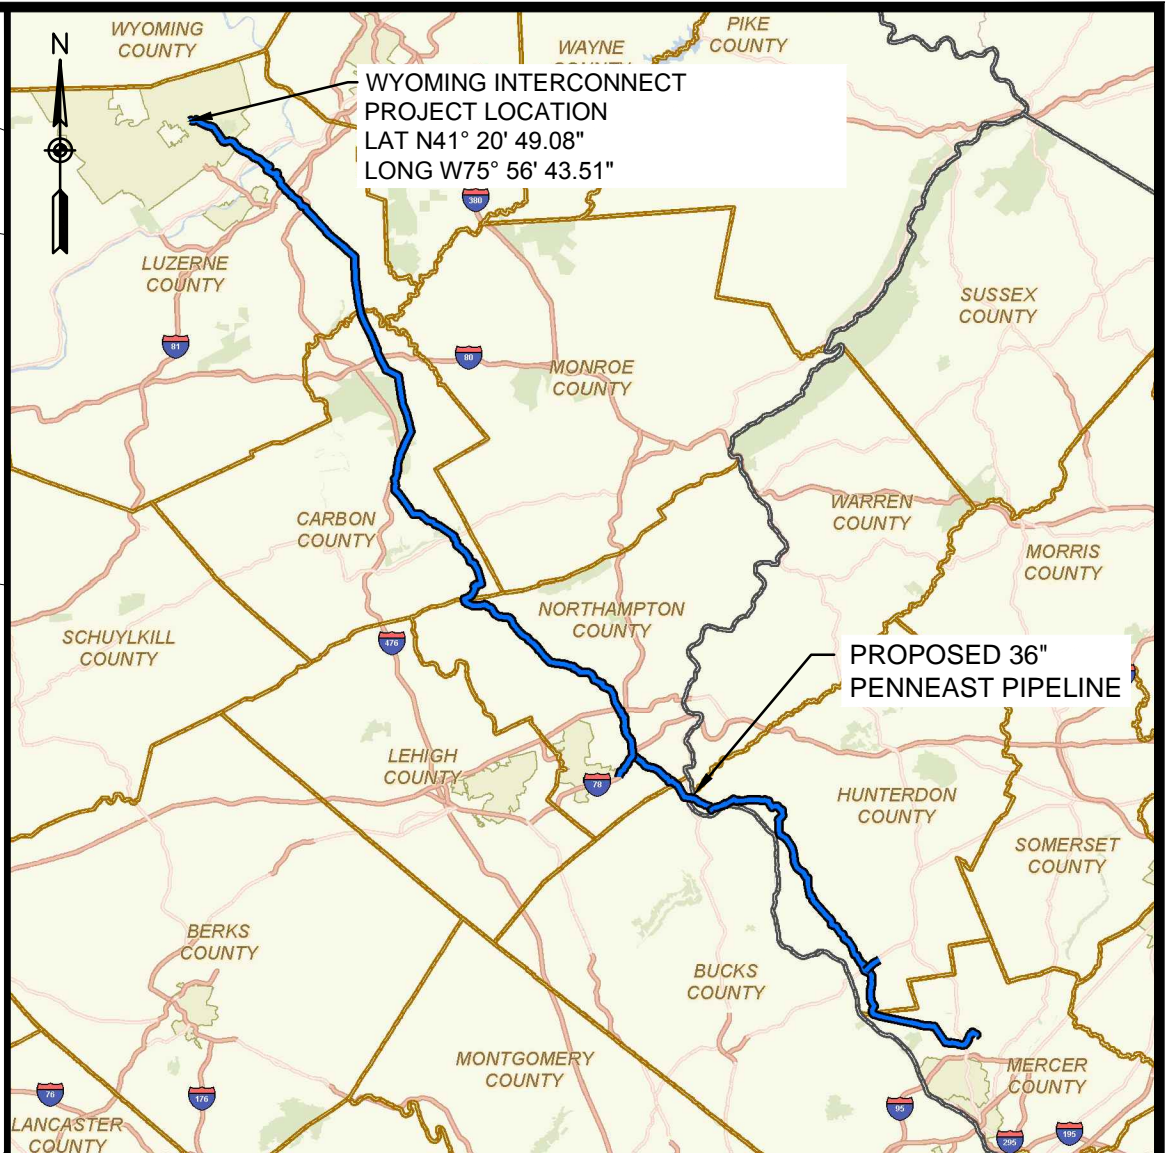 WYOMING
COUNTY
PIKE
COUNTY
N
WAYNE
WYOMING INTERCONNECT
PROJECT LOCATION
LAT N41° 20' 49.08"
LONG W75° 56' 43.51"
380
LUZERNE
COUNTY
SUSSEX
COUNTY
81
80
MONROE
COUNTY
WARREN
COUNTY
CARBON
COUNTY
MORRIS
COUNTY
NORTHAMPTON
COUNTY
SCHUYLKILL
COUNTY
476
PROPOSED 36"
PENNEAST PIPELINE
LEHIGH
COUNTY
78
HUNTERDON
COUNTY
SOMERSET
COUNTY
BERKS
COUNTY
BUCKS
COUNTY
MONTGOMERY
COUNTY
MERCER
COUNTY
76
176
95
LANCASTER
COUNTY
295
195